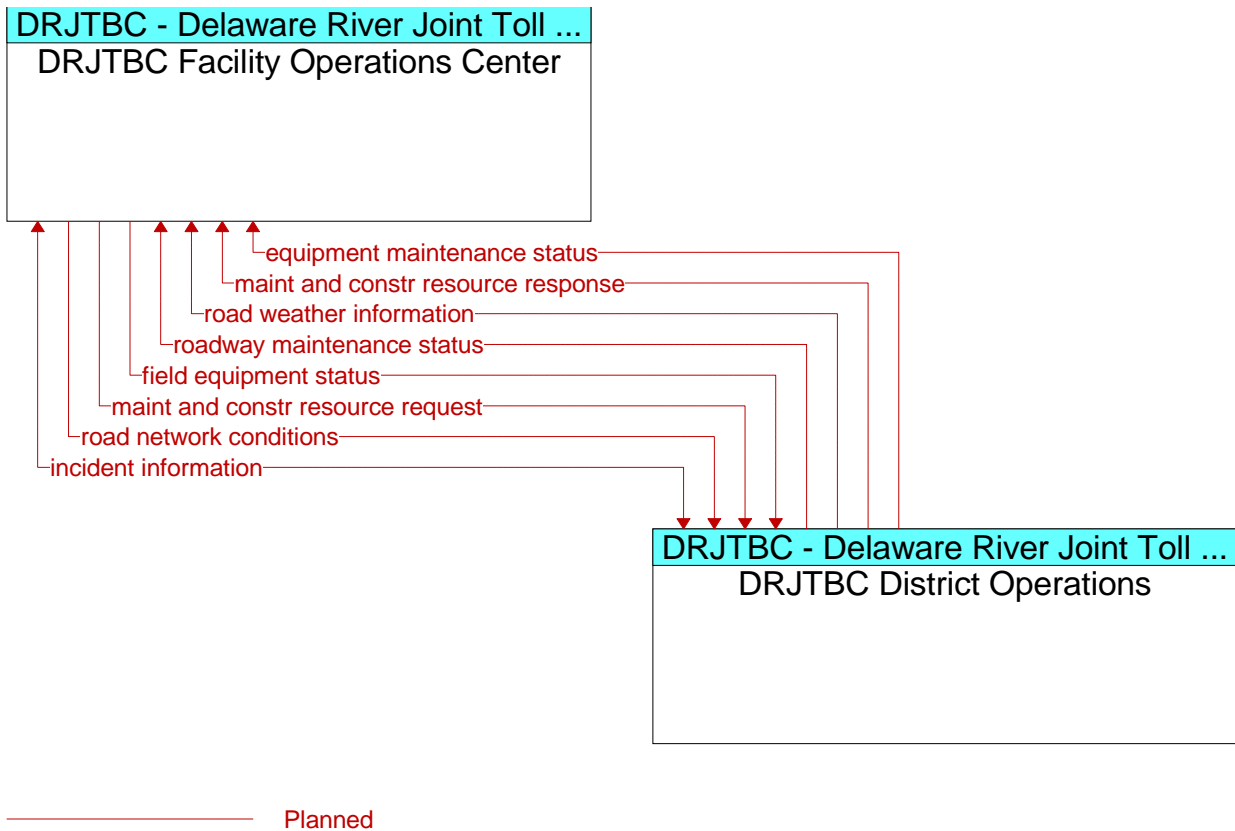 DRJTBC - Delaware River Joint Toll ...
DRJTBC Facility Operations Center
equipment maintenance status
maint and constr resource response
road weather information
roadway maintenance status
field equipment status
maint and constr resource request
road network conditions
incident information
DRJTBC - Delaware River Joint Toll ...
DRJTBC District Operations
Planned